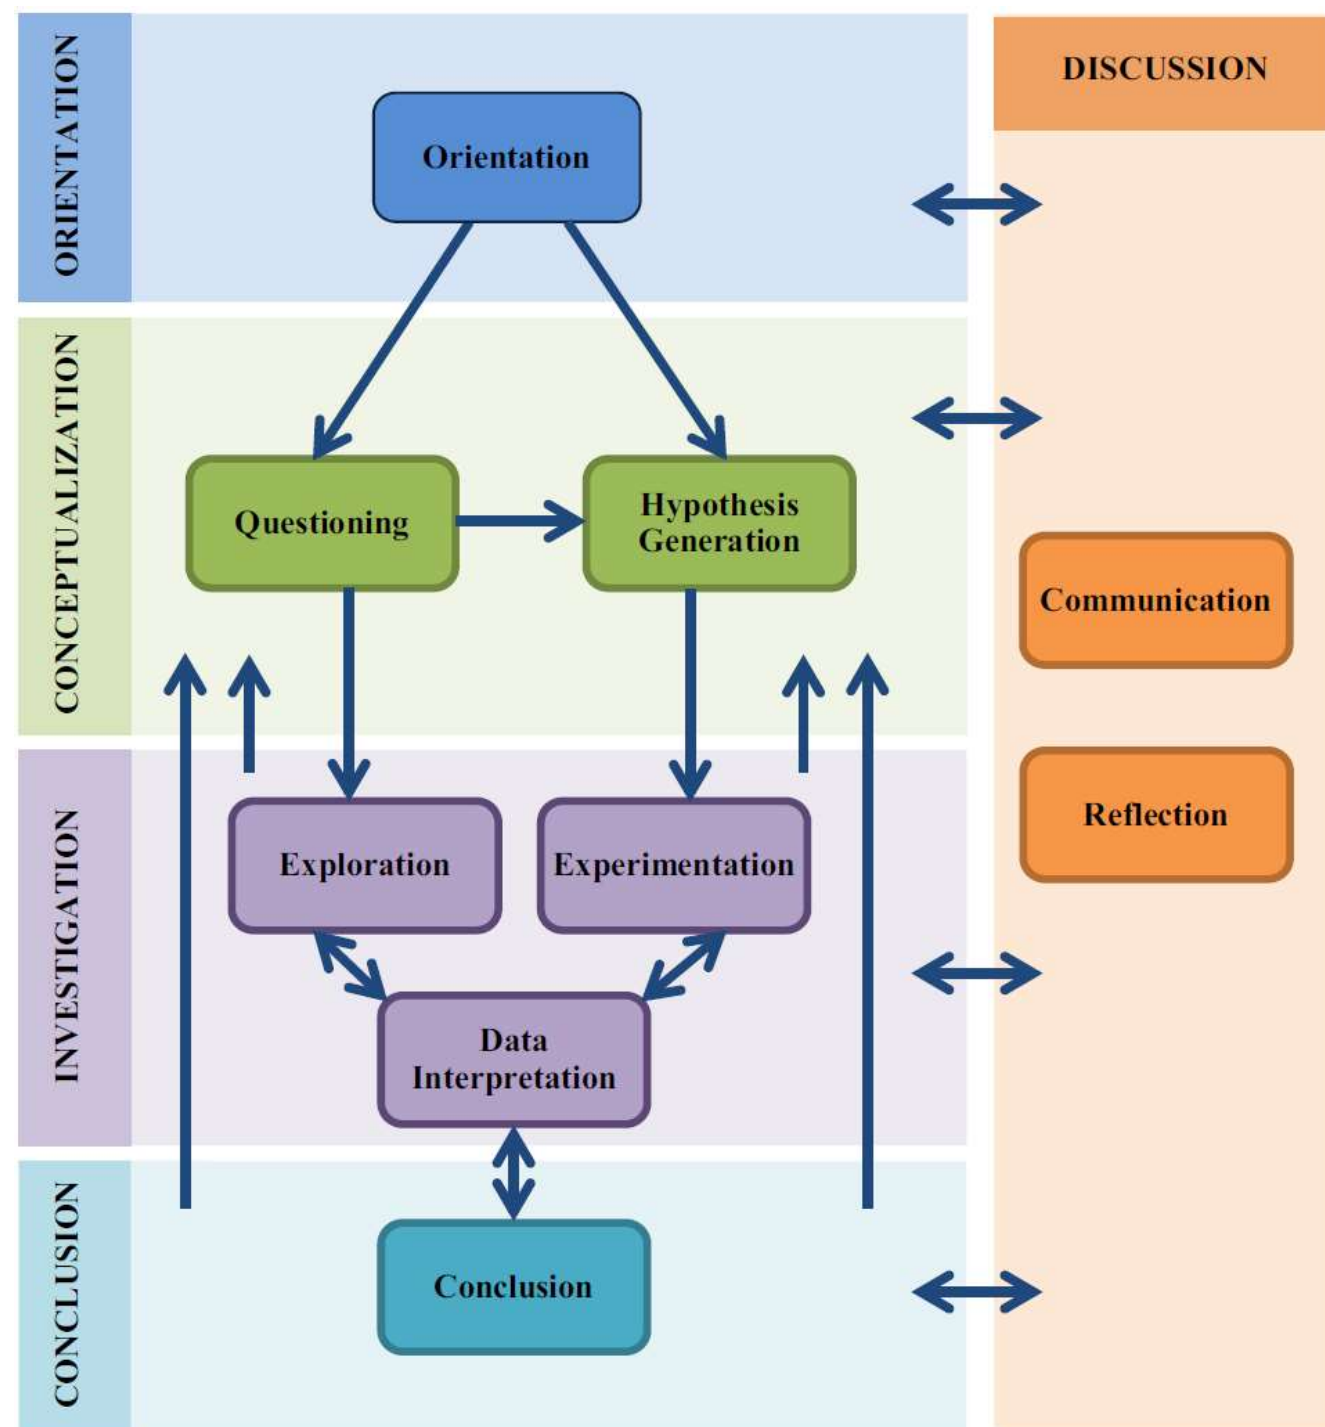 ORIENTATION
Orientation
CONCEPTUALIZATION
Questioning
Hypothesis
Generation
INVESTIGATION
Exploration
Experimentation
Data
Interpretation
CONCLUSION
Conclusion
DISCUSSION
Communication
Reflection